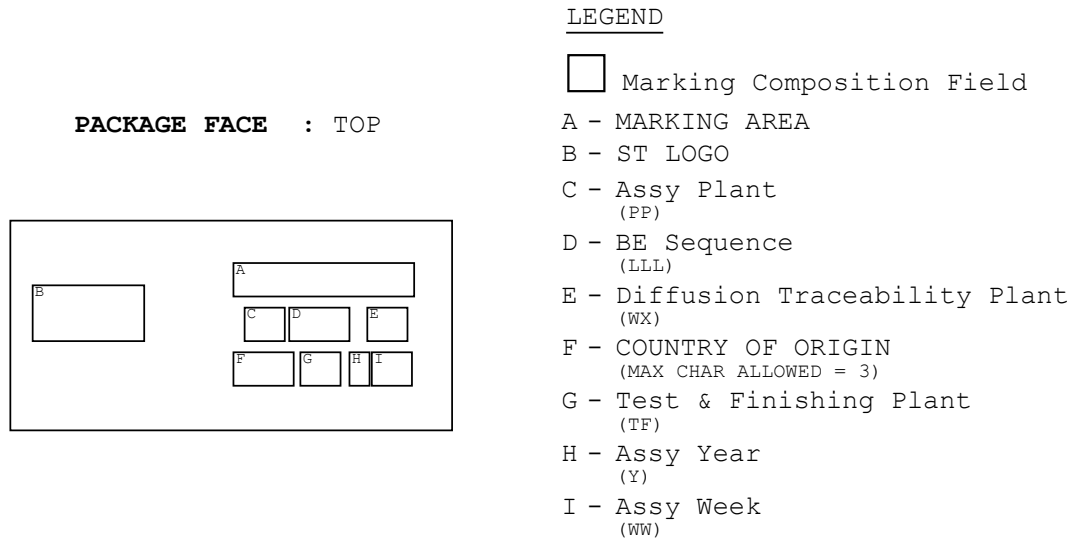 LEGEND
Marking Composition Field
PACKAGE FACE : TOP
A - MARKING AREA
B - ST LOGO
C - Assy Plant
(PP)
D - BE Sequence
(LLL)
E - Diffusion Traceability Plant
(WX)
F - COUNTRY OF ORIGIN
(MAX CHAR ALLOWED = 3)
G - Test & Finishing Plant
(TF)
H - Assy Year
(Y)
I - Assy Week
(WW)
A
B
C D E
F G H I